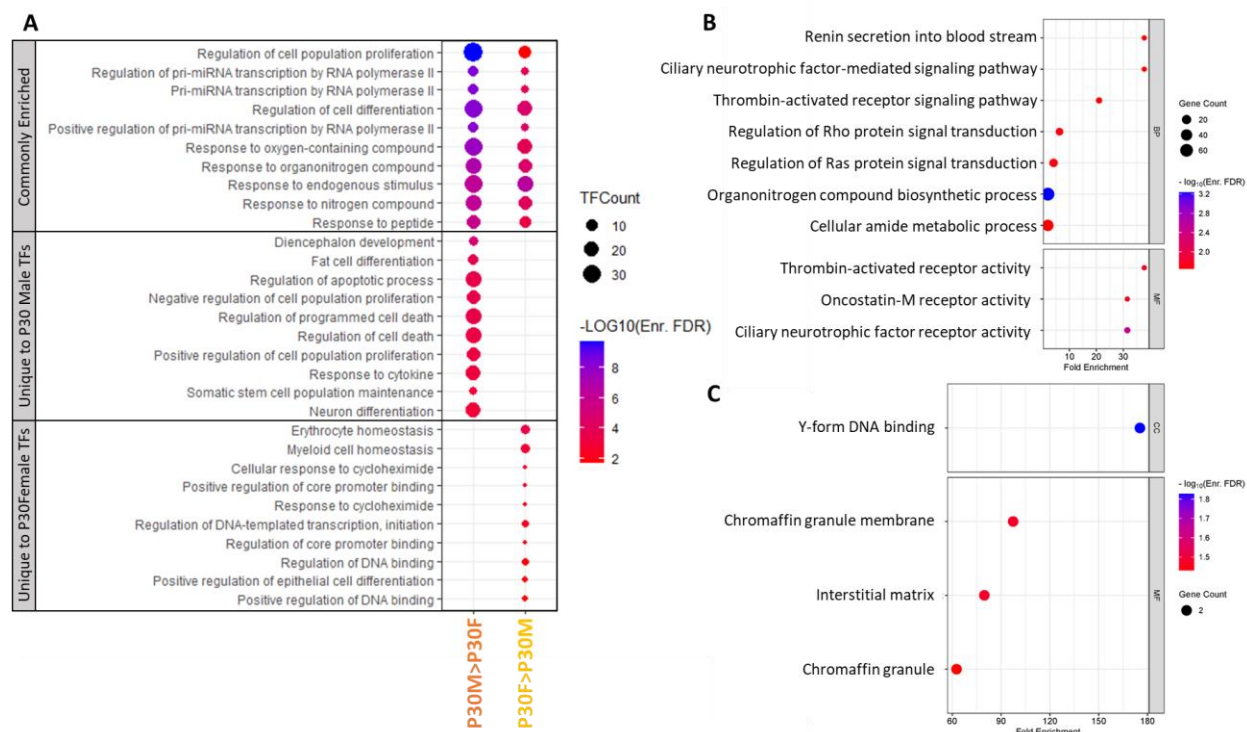 A
Commonly Enriched
Regulation of cell population proliferation
Regulation of pri-miRNA transcription by RNA polymerase II
Pri-miRNA transcription by RNA polymerase II
Regulation of cell differentiation
Positive regulation of pri-miRNA transcription by RNA polymerase II
Response to oxygen-containing compound
Response to organonitrogen compound
Response to endogenous stimulus
Response to nitrogen compound
Response to peptide
Unique to P30 Male TFs
Diencephalon development
Fat cell differentiation
Regulation of apoptotic process
Negative regulation of cell population proliferation
Regulation of programmed cell death
Regulation of cell death
Positive regulation of cell population proliferation
Response to cytokine
Somatic stem cell population maintenance
Neuron differentiation
Unique to P30Female TFs
Erythrocyte homeostasis
Myeloid cell homeostasis
Cellular response to cycloheximide
Positive regulation of core promoter binding
Response to cycloheximide
Regulation of DNA-templated transcription, initiation
Regulation of core promoter binding
Regulation of DNA binding
Positive regulation of epithelial cell differentiation
Positive regulation of DNA binding
P30M>P30F
P30F>P30M
TFCount
10
20
30
-LOG10(Enr. FDR)
8
6
4
2
B
Renin secretion into blood stream
Ciliary neurotrophic factor-mediated signaling pathway
Thrombin-activated receptor signaling pathway
Regulation of Rho protein signal transduction
Regulation of Ras protein signal transduction
Organonitrogen compound biosynthetic process
Cellular amide metabolic process
BP
Thrombin-activated receptor activity
Oncostatin-M receptor activity
Ciliary neurotrophic factor receptor activity
MF
10 20 30
Fold Enrichment
Gene Count
20
40
60
- log10(Enr. FDR)
3.2
2.8
2.4
2.0
C
Y-form DNA binding
CC
Chromaffin granule membrane
Interstitial matrix
Chromaffin granule
MF
60 90 120 150 180
Fold Enrichment
- log10(Enr. FDR)
1.8
1.7
1.6
1.5
Gene Count
2